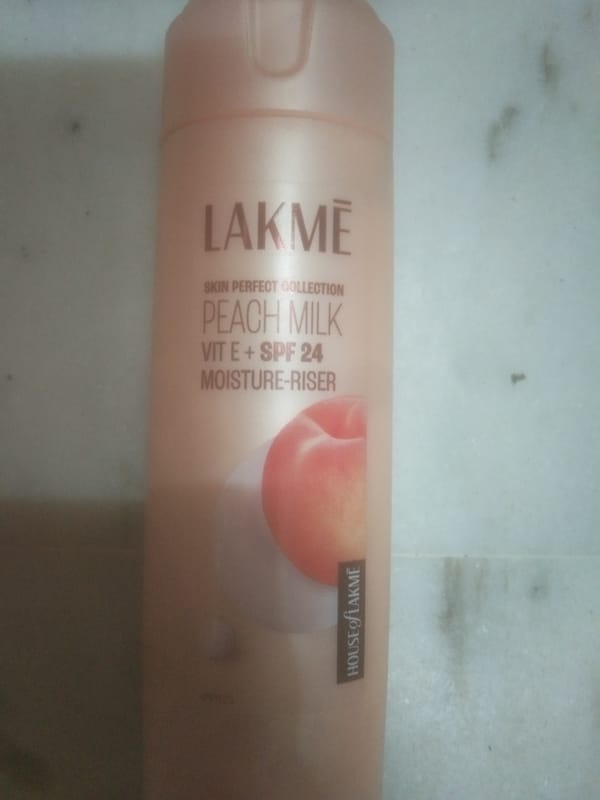 LAKMĒ
SKIN PERFECT COLLECTION
PEACH MILK
VIT E + SPF 24
MOISTURE-RISER
HOUSE of LAKMĒ